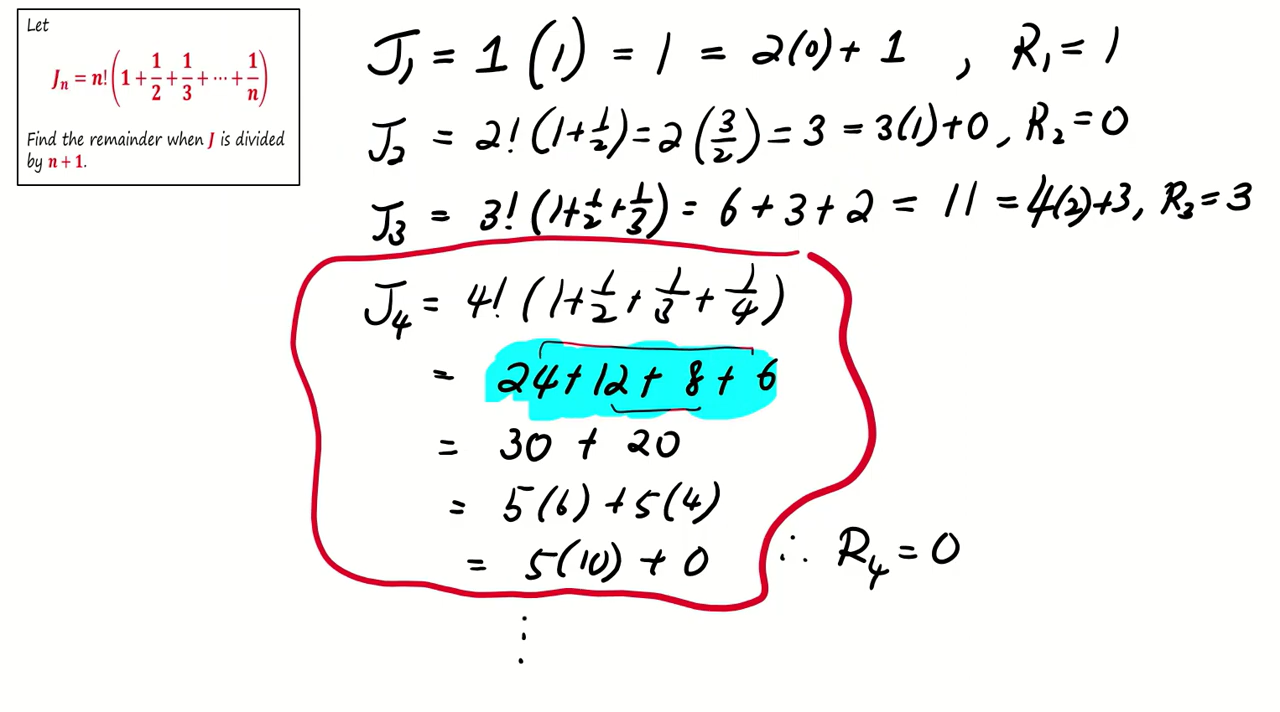 Let
J_n = n! (1 + 1/2 + 1/3 + ⋯ + 1/n)
Find the remainder when J is divided
by n + 1.
J_1 = 1 (1) = 1 = 2(0) + 1 , R_1 = 1
J_2 = 2! (1 + 1/2) = 2 (3/2) = 3 = 3(1) + 0 , R_2 = 0
J_3 = 3! (1 + 1/2 + 1/3) = 6 + 3 + 2 = 11 = 4(2) + 3, R_3 = 3
J_4 = 4! (1 + 1/2 + 1/3 + 1/4)
= 24 + 12 + 8 + 6
= 30 + 20
= 5(6) + 5(4)
= 5(10) + 0 ∴ R_4 = 0
⋮